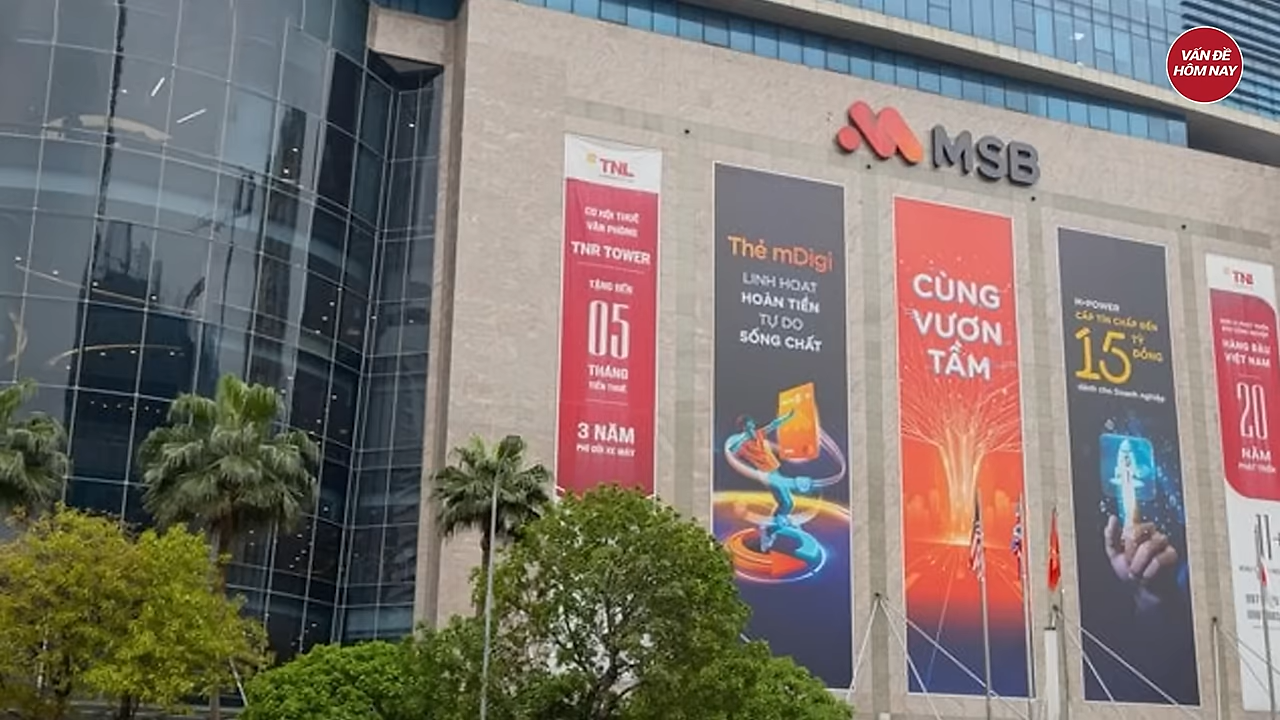 VẤN ĐỀ
HÔM NAY
MSB
TNL
CƠ HỘI THUÊ
VĂN PHÒNG
TNR TOWER
TẶNG ĐẾN
05
THÁNG
TIỀN THUÊ
3 NĂM
PHÍ GỬI XE MÁY
Thẻ mDigi
LINH HOẠT
HOÀN TIỀN
TỰ DO
SỐNG CHẤT
CÙNG
VƯƠN
TẦM
M-POWER
CẤP TÍN CHẤP ĐẾN
15 TỶ
ĐỒNG
dành cho Doanh nghiệp
TNL
HÀNG ĐẦU
VIỆT NAM
20
NĂM
PHÁT TRIỂN